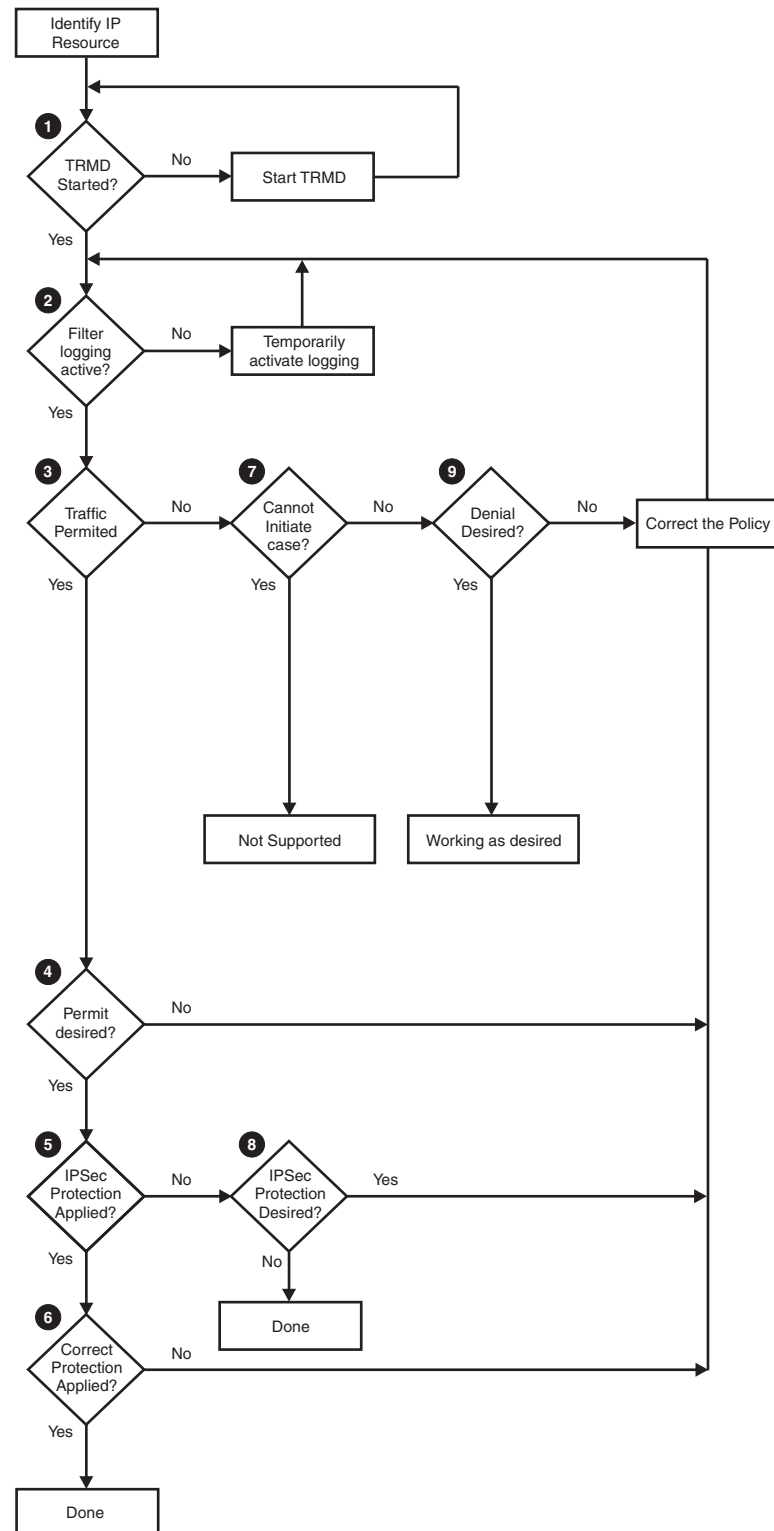 Identify IP
Resource
1
TRMD
Started?
No
Start TRMD
Yes
2
Filter
logging
active?
No
Temporarily
activate logging
Yes
3
Traffic
Permited
No
7
Cannot
Initiate
case?
No
9
Denial
Desired?
No
Correct the Policy
Yes
Yes
Yes
Not Supported
Working as desired
4
Permit
desired?
No
Yes
5
IPSec
Protection
Applied?
No
8
IPSec
Protection
Desired?
Yes
Yes
No
Done
6
Correct
Protection
Applied?
No
Yes
Done